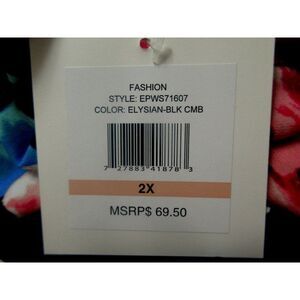 FASHION
STYLE: EPWS71607
COLOR: ELYSIAN-BLK CMB
7 27883 41878 3
2X
MSRP$ 69.50